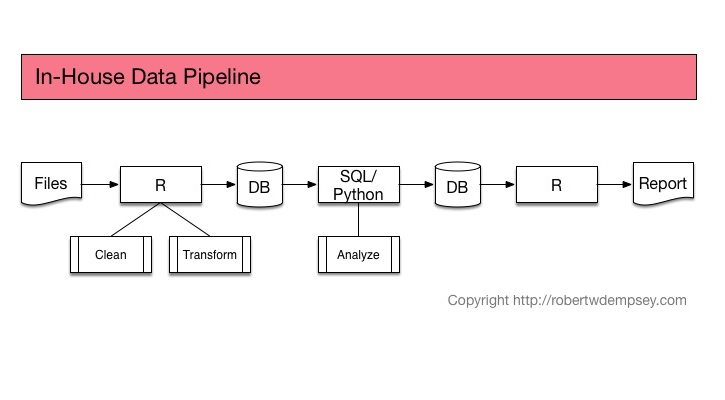 In-House Data Pipeline
Files
R
DB
SQL/
Python
DB
R
Report
Clean
Transform
Analyze
Copyright http://robertwdempsey.com